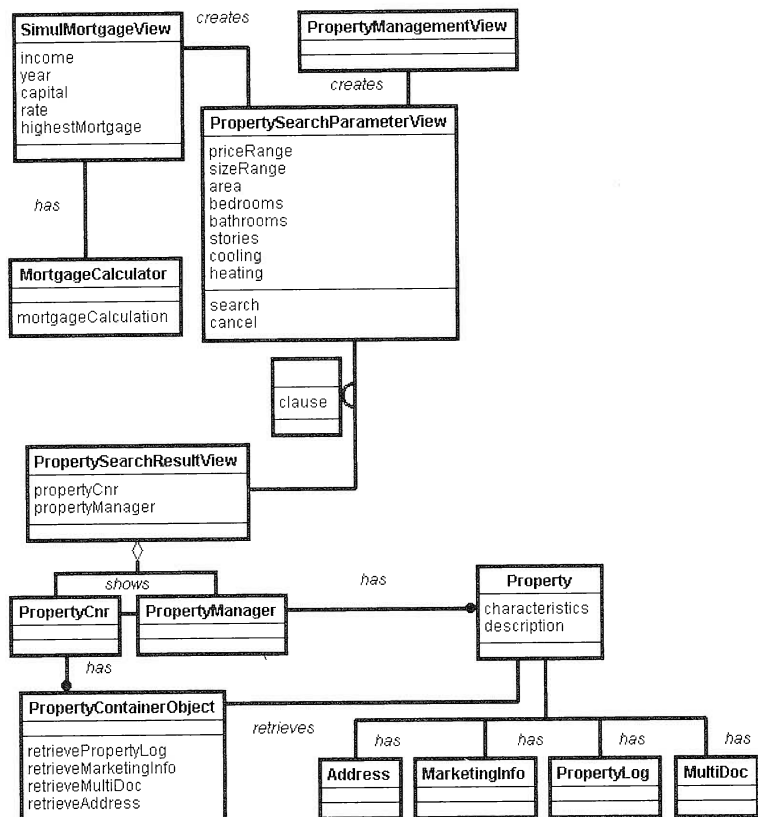 SimulMortgageView
income
year
capital
rate
highestMortgage
creates
PropertyManagementView
creates
PropertySearchParameterView
priceRange
sizeRange
area
bedrooms
bathrooms
stories
cooling
heating
search
cancel
has
MortgageCalculator
mortgageCalculation
clause
PropertySearchResultView
propertyCnr
propertyManager
shows
PropertyCnr
PropertyManager
has
Property
characteristics
description
has
PropertyContainerObject
retrievePropertyLog
retrieveMarketingInfo
retrieveMultiDoc
retrieveAddress
retrieves
has
has
has
has
Address
MarketingInfo
PropertyLog
MultiDoc